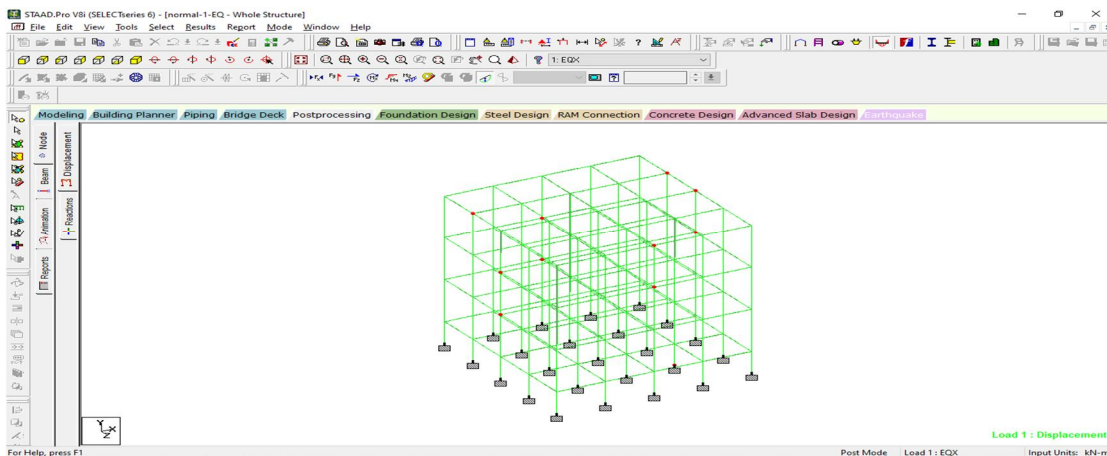 STAAD.Pro V8i (SELECTseries 6) - [normal-1-EQ - Whole Structure]
File Edit View Tools Select Results Report Mode Window Help
1: EQX
Modeling Building Planner Piping Bridge Deck Postprocessing Foundation Design Steel Design RAM Connection Concrete Design Advanced Slab Design Earthquake
Node
Beam
Animation
Reports
Displacement
Reactions
Y
X
Z
Load 1 : Displacement
For Help, press F1
Post Mode Load 1 : EQX Input Units: kN-m